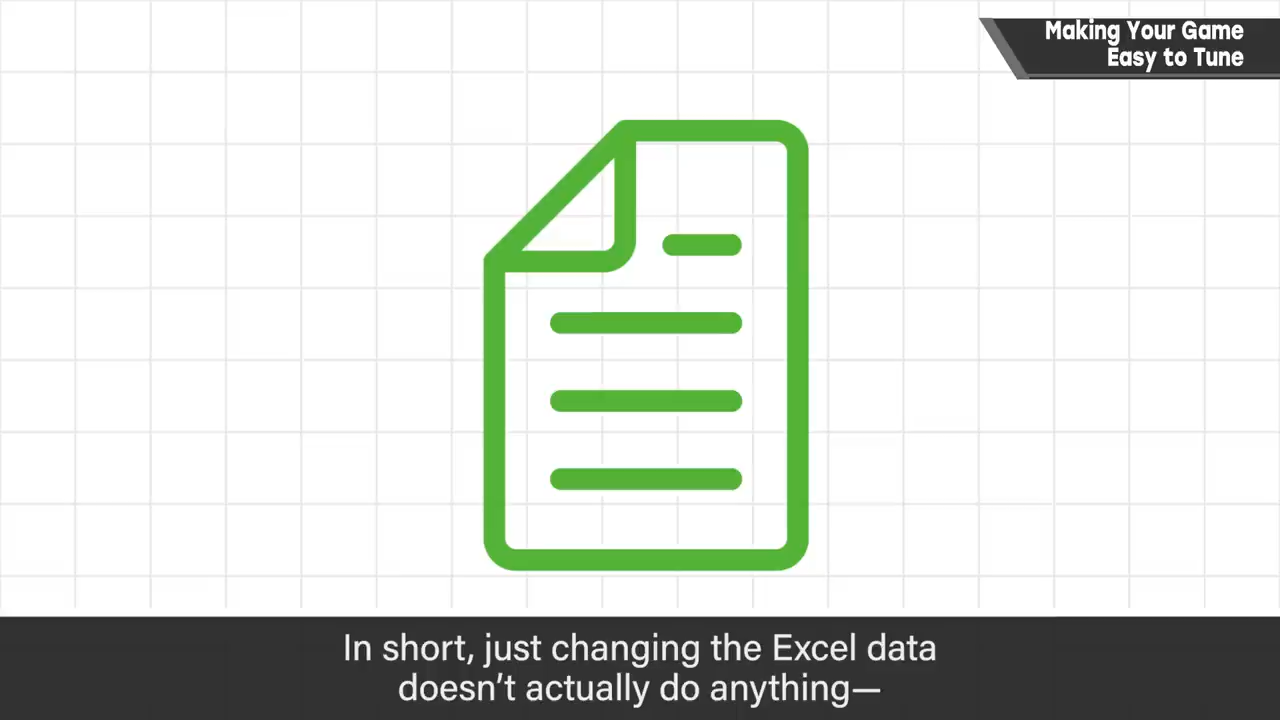 Making Your Game
Easy to Tune
In short, just changing the Excel data
doesn’t actually do anything—